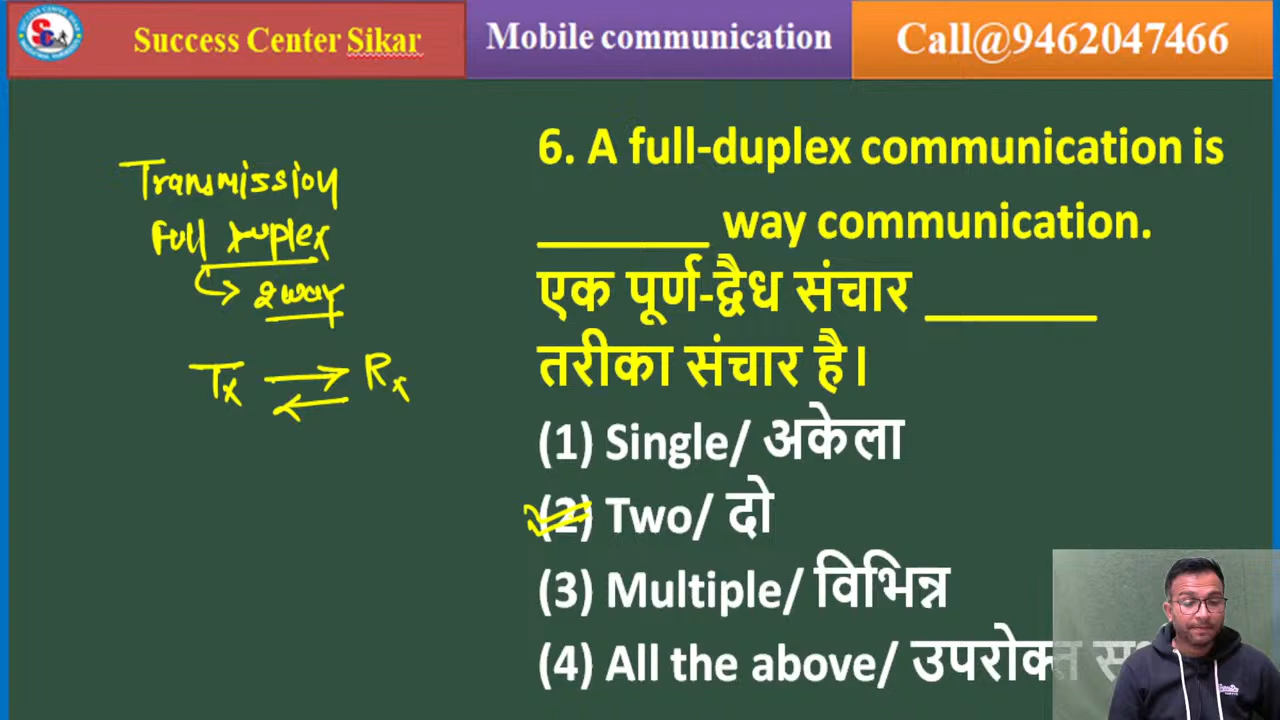 Success Center Sikar
Mobile communication
Call@9462047466
Transmission
Full Duplex
2 way
Tx
Rx
6. A full-duplex communication is
_______ way communication.
एक पूर्ण-द्वैध संचार _______
तरीका संचार है।
(1) Single/ अकेला
(2) Two/ दो
(3) Multiple/ विभिन्न
(4) All the above/ उपरोक्त